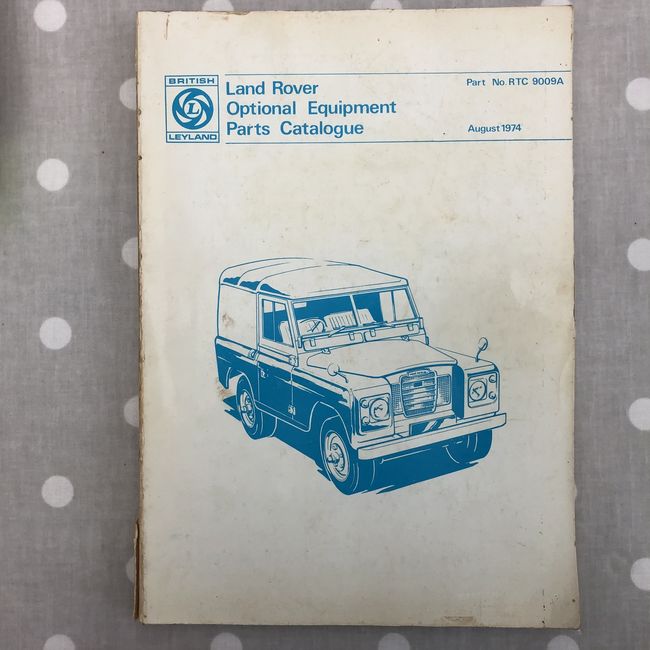 BRITISH
L
LEYLAND
Land Rover
Optional Equipment
Parts Catalogue
Part No. RTC 9009A
August 1974